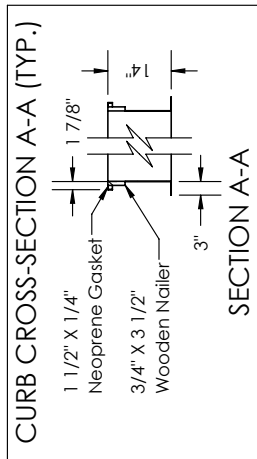 CURB CROSS-SECTION A-A (TYP.)
1 7/8"
1 1/2" X 1/4"
Neoprene Gasket
3/4" X 3 1/2"
Wooden Nailer
14"
3"
SECTION A-A